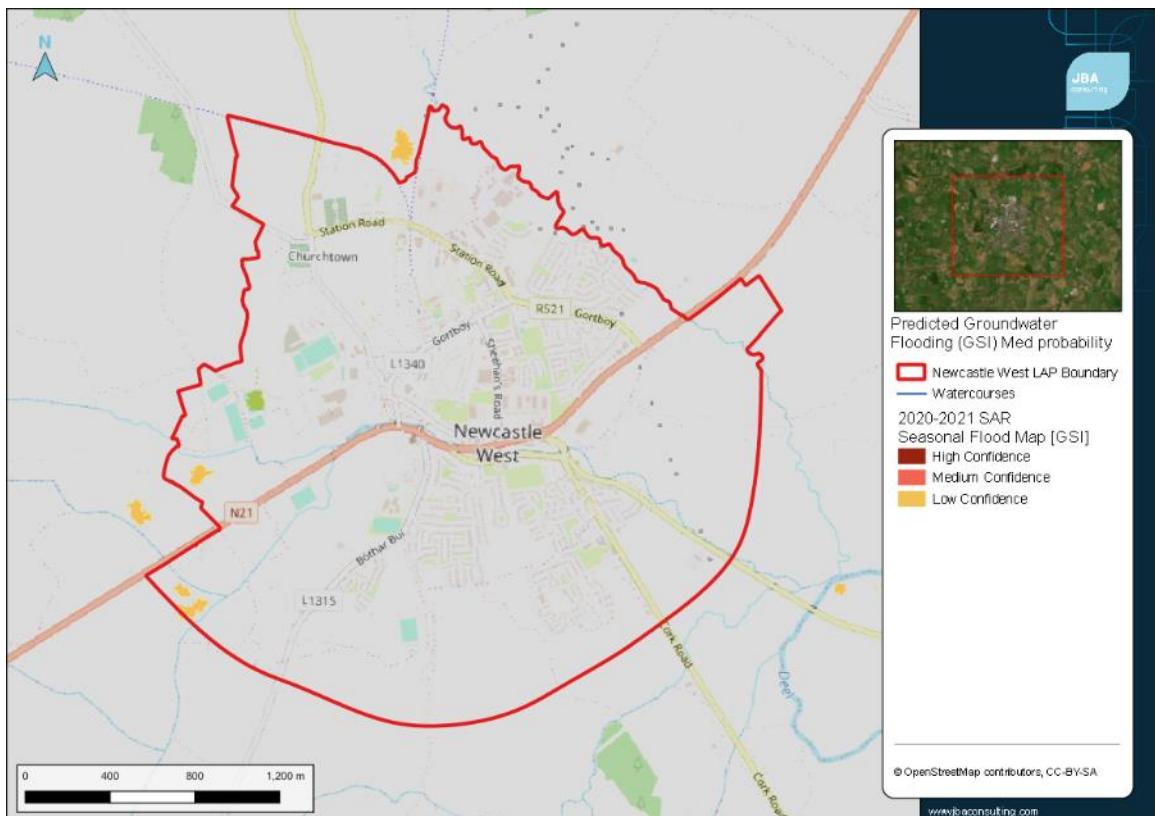 N
JBA
consulting
Station Road
Churchtown
Station Road
R521
Gortboy
Gortboy
L1340
Sheehan's Road
Newcastle
West
N21
Bothar Bui
L1315
Cork Road
Deel
Cork Road
0 400 800 1,200 m
Predicted Groundwater
Flooding (GSI) Med probability
Newcastle West LAP Boundary
Watercourses
2020-2021 SAR
Seasonal Flood Map [GSI]
High Confidence
Medium Confidence
Low Confidence
© OpenStreetMap contributors, CC-BY-SA
www.jbaconsulting.com